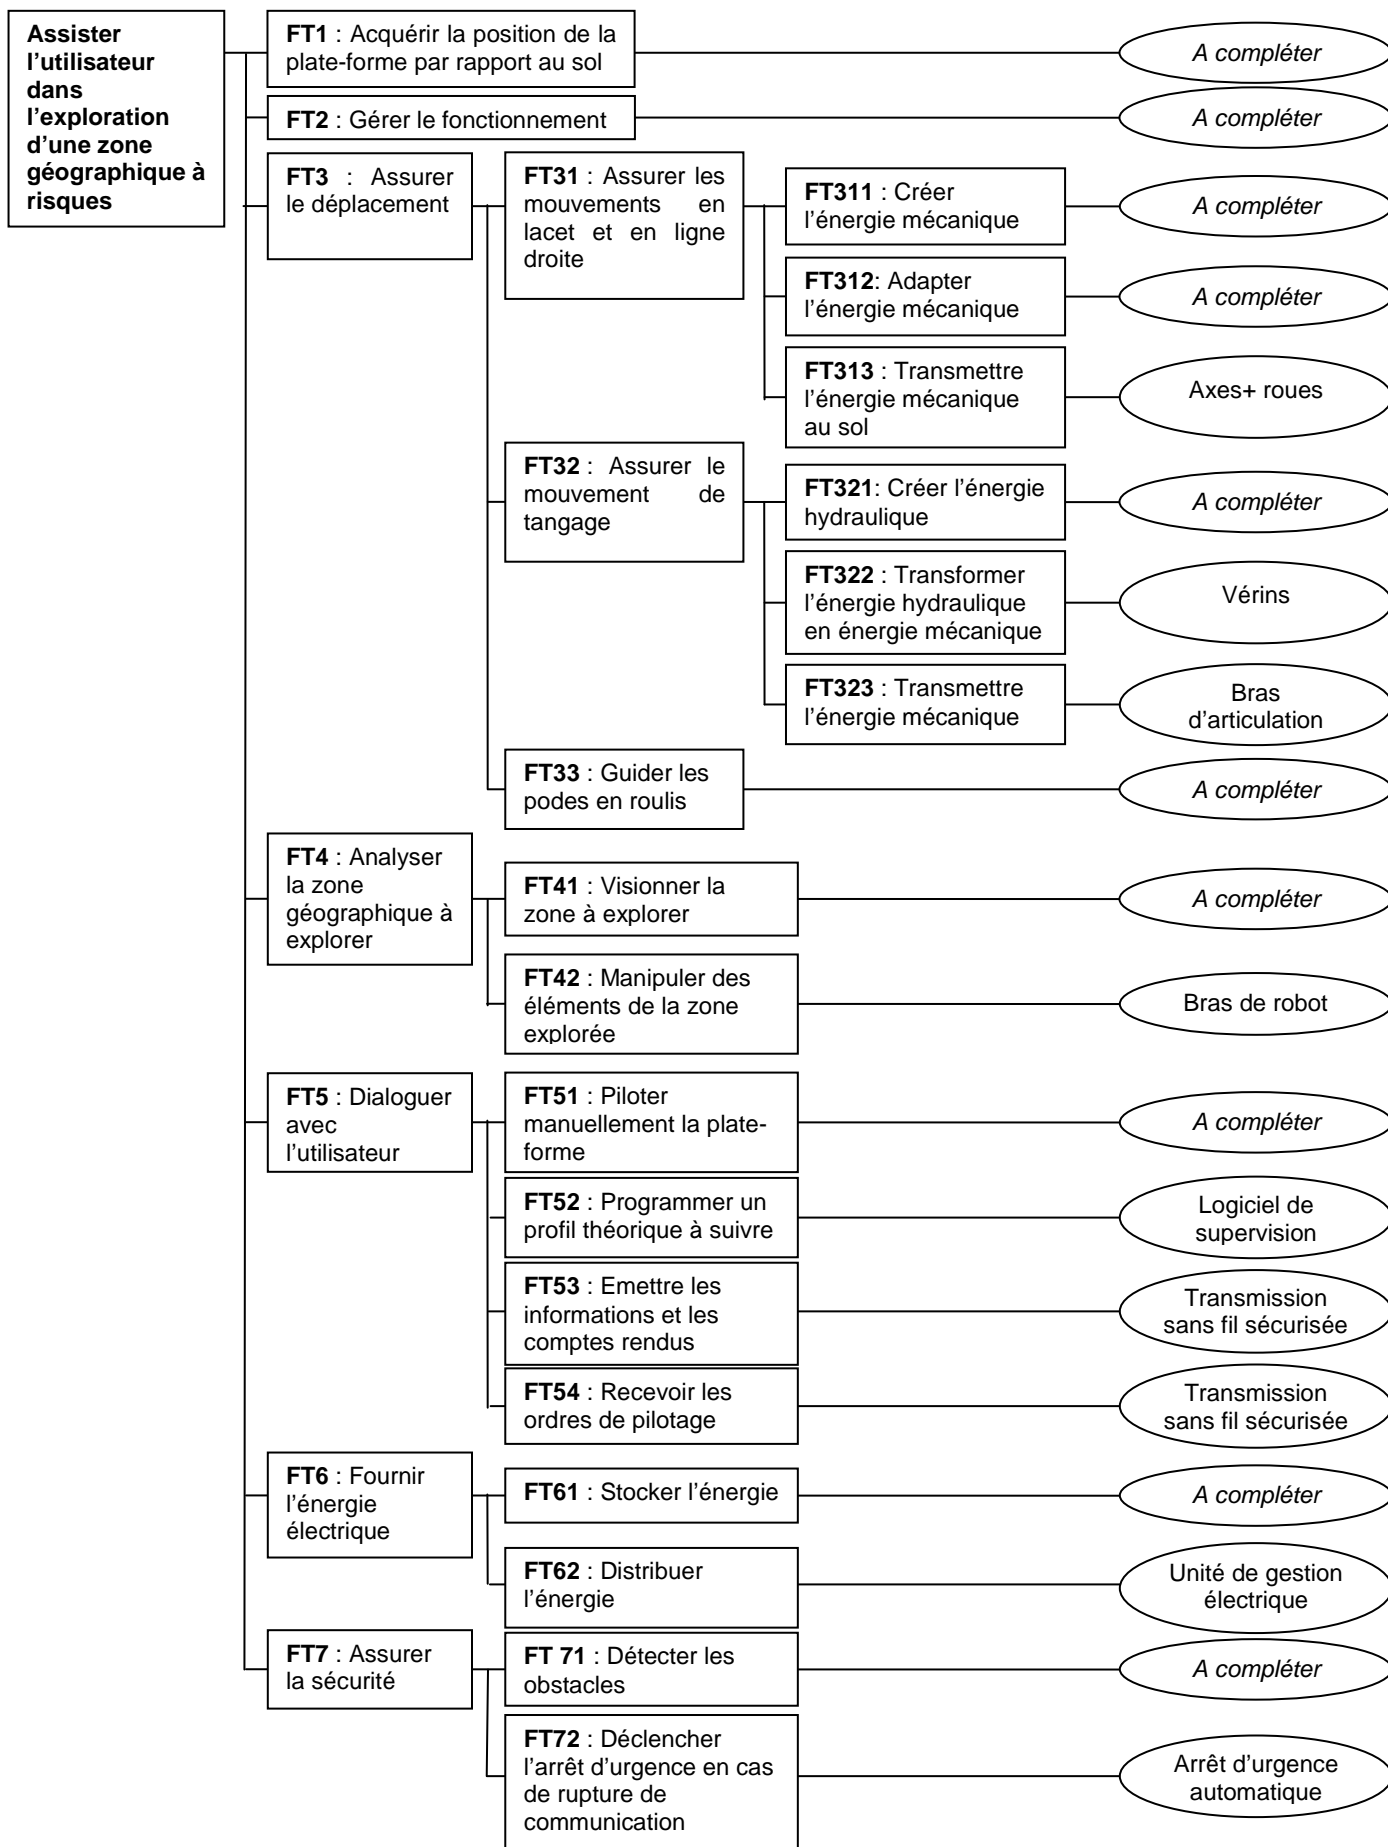 Assister
l'utilisateur
dans
l'exploration
d'une zone
géographique à
risques
FT1 : Acquérir la position de la
plate-forme par rapport au sol
A compléter
FT2 : Gérer le fonctionnement
A compléter
FT3 : Assurer
le déplacement
FT31 : Assurer les
mouvements en
lacet et en ligne
droite
FT311 : Créer
l'énergie mécanique
A compléter
FT312: Adapter
l'énergie mécanique
A compléter
FT313 : Transmettre
l'énergie mécanique
au sol
Axes+ roues
FT32 : Assurer le
mouvement de
tangage
FT321: Créer l'énergie
hydraulique
A compléter
FT322 : Transformer
l'énergie hydraulique
en énergie mécanique
Vérins
FT323 : Transmettre
l'énergie mécanique
Bras
d'articulation
FT33 : Guider les
podes en roulis
A compléter
FT4 : Analyser
la zone
géographique à
explorer
FT41 : Visionner la
zone à explorer
A compléter
FT42 : Manipuler des
éléments de la zone
explorée
Bras de robot
FT5 : Dialoguer
avec
l'utilisateur
FT51 : Piloter
manuellement la plate-
forme
A compléter
FT52 : Programmer un
profil théorique à suivre
Logiciel de
supervision
FT53 : Emettre les
informations et les
comptes rendus
Transmission
sans fil sécurisée
FT54 : Recevoir les
ordres de pilotage
Transmission
sans fil sécurisée
FT6 : Fournir
l'énergie
électrique
FT61 : Stocker l'énergie
A compléter
FT62 : Distribuer
l'énergie
Unité de gestion
électrique
FT7 : Assurer
la sécurité
FT 71 : Détecter les
obstacles
A compléter
FT72 : Déclencher
l'arrêt d'urgence en cas
de rupture de
communication
Arrêt d'urgence
automatique